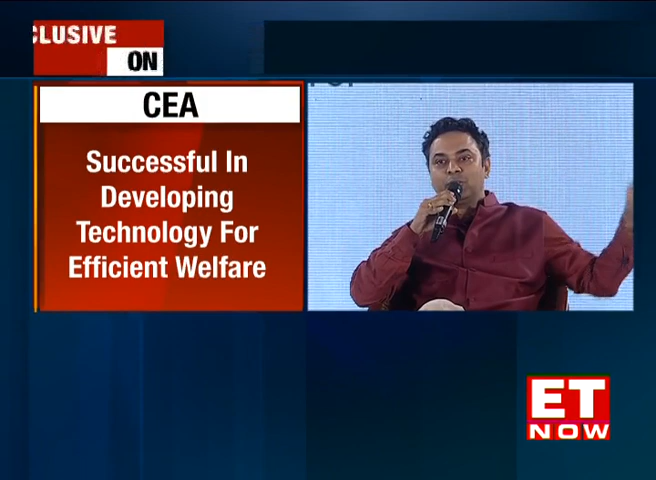 CLUSIVE
ON
CEA
Successful In
Developing
Technology For
Efficient Welfare
ET
NOW